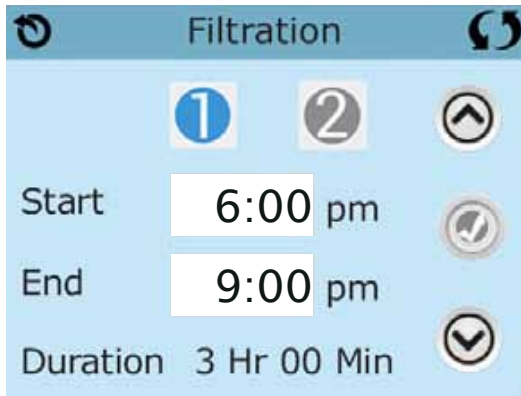 Filtration
1 2
Start 6:00 pm
End 9:00 pm
Duration 3 Hr 00 Min